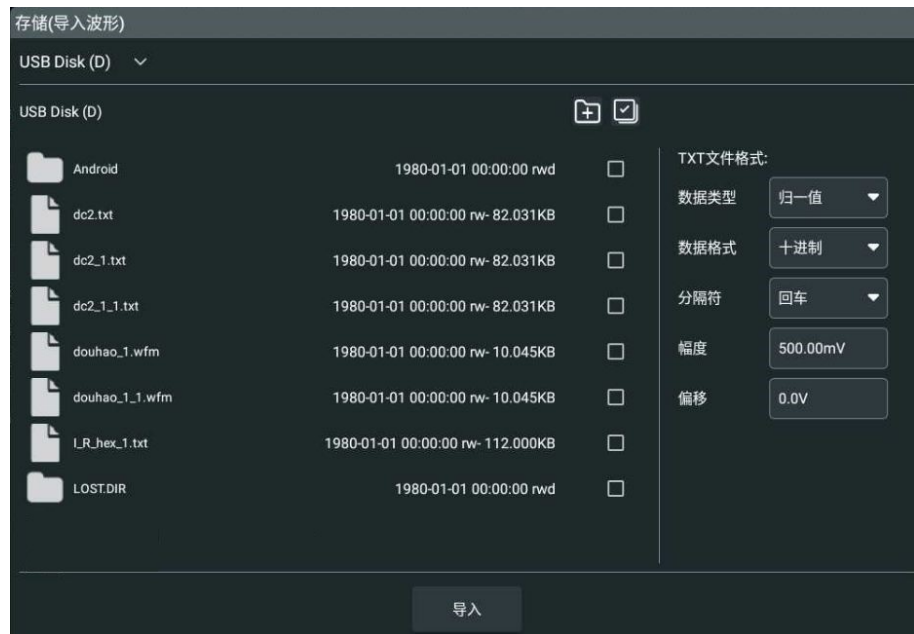 存储(导入波形)
USB Disk (D)
USB Disk (D)
Android 1980-01-01 00:00:00 rwd
dc2.txt 1980-01-01 00:00:00 rw- 82.031KB
dc2_1.txt 1980-01-01 00:00:00 rw- 82.031KB
dc2_1_1.txt 1980-01-01 00:00:00 rw- 82.031KB
douhao_1.wfm 1980-01-01 00:00:00 rw- 10.045KB
douhao_1_1.wfm 1980-01-01 00:00:00 rw- 10.045KB
I_R_hex_1.txt 1980-01-01 00:00:00 rw- 112.000KB
LOST.DIR 1980-01-01 00:00:00 rwd
TXT文件格式:
数据类型 归一值
数据格式 十进制
分隔符 回车
幅度 500.00mV
偏移 0.0V
导入